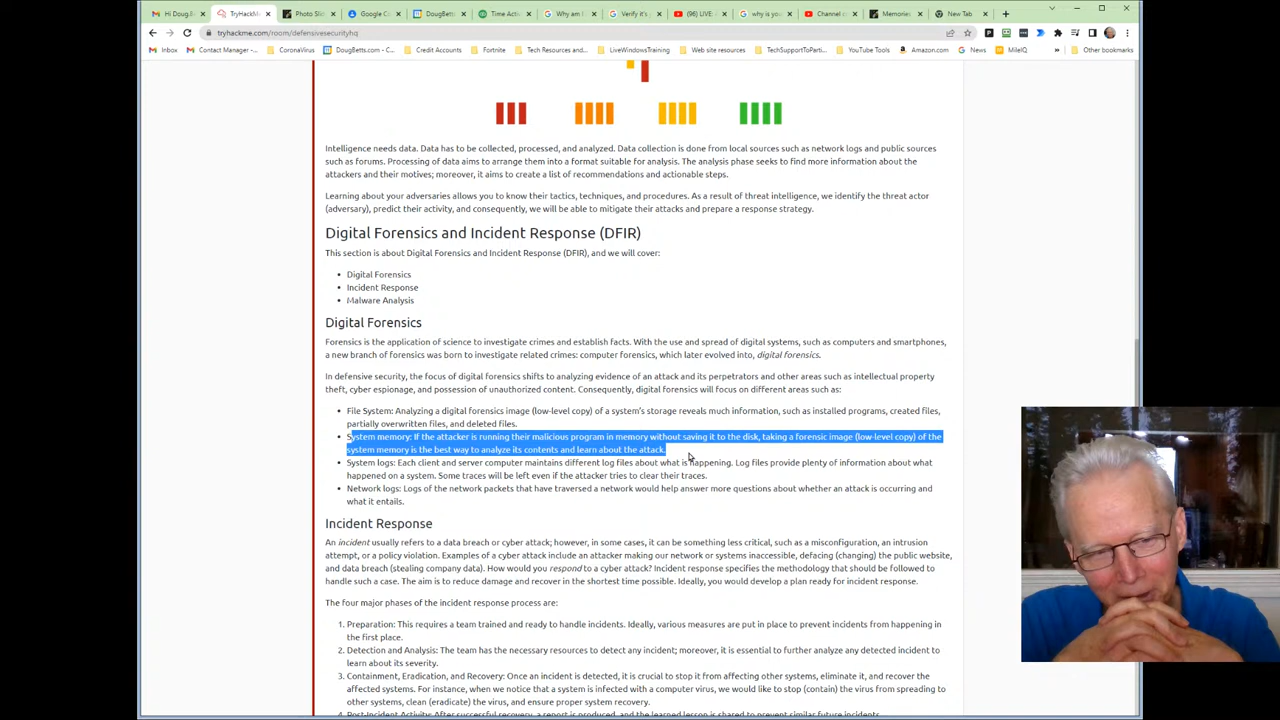 Hi Doug.B
TryHackM
Photo Sli
Google C
DougBett
Time Acti
Why am I
Verify it's
(96) LIVE:
why is yo
Channel c
Memories
New Tab
tryhackme.com/room/defensivesecurityhq
Inbox
Contact Manager -...
CoronaVirus
DougBetts.com - C...
Credit Accounts
Fortnite
Tech Resources and...
LiveWindowsTraining
Web site resources
TechSupportToParti...
YouTube Tools
Amazon.com
News
MileIQ
»
Other bookmarks
Intelligence needs data. Data has to be collected, processed, and analyzed. Data collection is done from local sources such as network logs and public sources
such as forums. Processing of data aims to arrange them into a format suitable for analysis. The analysis phase seeks to find more information about the
attackers and their motives; moreover, it aims to create a list of recommendations and actionable steps.
Learning about your adversaries allows you to know their tactics, techniques, and procedures. As a result of threat intelligence, we identify the threat actor
(adversary), predict their activity, and consequently, we will be able to mitigate their attacks and prepare a response strategy.
Digital Forensics and Incident Response (DFIR)
This section is about Digital Forensics and Incident Response (DFIR), and we will cover:
• Digital Forensics
• Incident Response
• Malware Analysis
Digital Forensics
Forensics is the application of science to investigate crimes and establish facts. With the use and spread of digital systems, such as computers and smartphones,
a new branch of forensics was born to investigate related crimes: computer forensics, which later evolved into, digital forensics.
In defensive security, the focus of digital forensics shifts to analyzing evidence of an attack and its perpetrators and other areas such as intellectual property
theft, cyber espionage, and possession of unauthorized content. Consequently, digital forensics will focus on different areas such as:
• File System: Analyzing a digital forensics image (low-level copy) of a system's storage reveals much information, such as installed programs, created files,
partially overwritten files, and deleted files.
• System memory: If the attacker is running their malicious program in memory without saving it to the disk, taking a forensic image (low-level copy) of the
system memory is the best way to analyze its contents and learn about the attack.
• System logs: Each client and server computer maintains different log files about what is happening. Log files provide plenty of information about what
happened on a system. Some traces will be left even if the attacker tries to clear their traces.
• Network logs: Logs of the network packets that have traversed a network would help answer more questions about whether an attack is occurring and
what it entails.
Incident Response
An incident usually refers to a data breach or cyber attack; however, in some cases, it can be something less critical, such as a misconfiguration, an intrusion
attempt, or a policy violation. Examples of a cyber attack include an attacker making our network or systems inaccessible, defacing (changing) the public website,
and data breach (stealing company data). How would you respond to a cyber attack? Incident response specifies the methodology that should be followed to
handle such a case. The aim is to reduce damage and recover in the shortest time possible. Ideally, you would develop a plan ready for incident response.
The four major phases of the incident response process are:
1. Preparation: This requires a team trained and ready to handle incidents. Ideally, various measures are put in place to prevent incidents from happening in
the first place.
2. Detection and Analysis: The team has the necessary resources to detect any incident; moreover, it is essential to further analyze any detected incident to
learn about its severity.
3. Containment, Eradication, and Recovery: Once an incident is detected, it is crucial to stop it from affecting other systems, eliminate it, and recover the
affected systems. For instance, when we notice that a system is infected with a computer virus, we would like to stop (contain) the virus from spreading to
other systems, clean (eradicate) the virus, and ensure proper system recovery.
4. Post-Incident Activity: After successful recovery, a report is produced, and the learned lesson is shared to prevent similar future incidents.